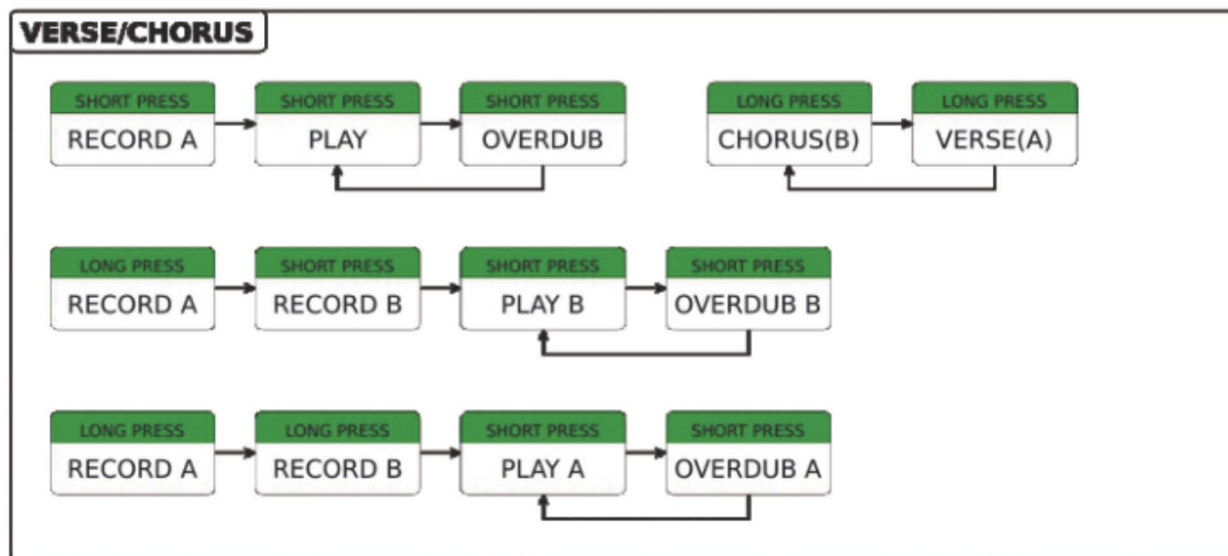 VERSE/CHORUS
SHORT PRESS
RECORD A
SHORT PRESS
PLAY
SHORT PRESS
OVERDUB
LONG PRESS
CHORUS(B)
LONG PRESS
VERSE(A)
LONG PRESS
RECORD A
SHORT PRESS
RECORD B
SHORT PRESS
PLAY B
SHORT PRESS
OVERDUB B
LONG PRESS
RECORD A
LONG PRESS
RECORD B
SHORT PRESS
PLAY A
SHORT PRESS
OVERDUB A